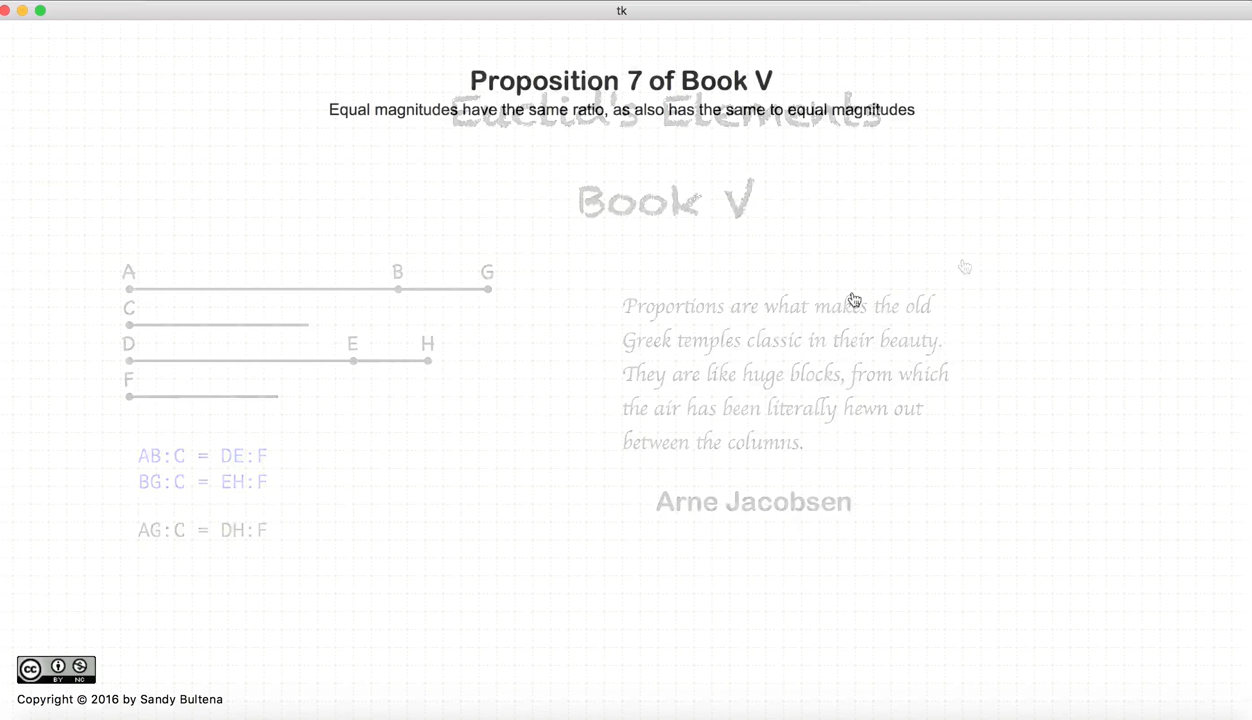 tk
Proposition 7 of Book V
Equal magnitudes have the same ratio, as also has the same to equal magnitudes
Euclid's Elements
Book V
A B G
C
D E H
F
Proportions are what makes the old
Greek temples classic in their beauty.
They are like huge blocks, from which
the air has been literally hewn out
between the columns.
Arne Jacobsen
AB:C = DE:F
BG:C = EH:F
AG:C = DH:F
CC BY NC
Copyright © 2016 by Sandy Bultena